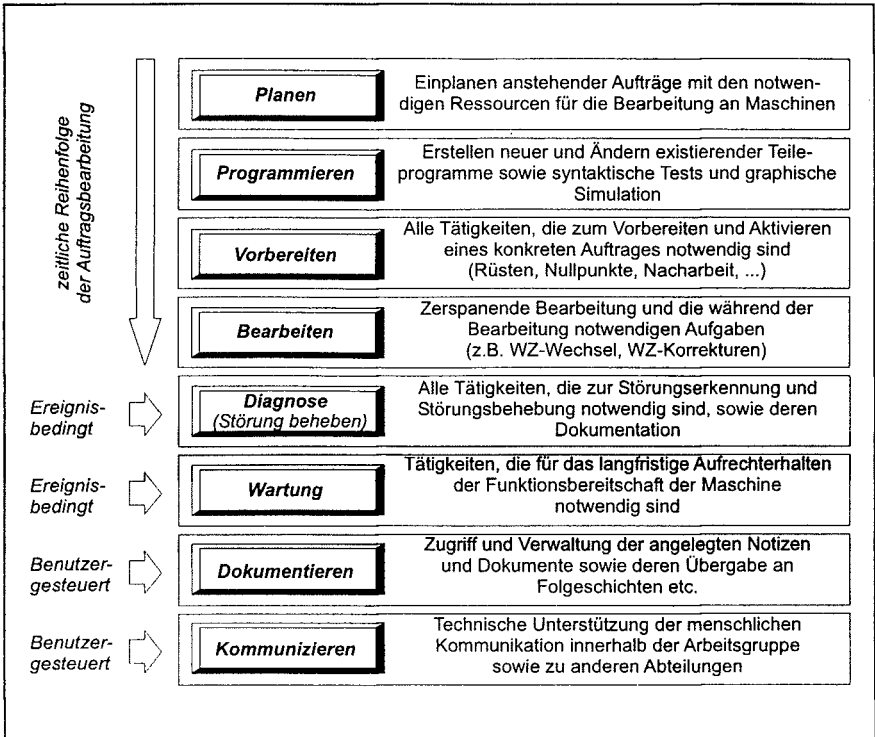 zeitliche Reihenfolge
der Auftragsbearbeitung
Planen
Einplanen anstehender Aufträge mit den notwen-
digen Ressourcen für die Bearbeitung an Maschinen
Programmieren
Erstellen neuer und Ändern existierender Teile-
programme sowie syntaktische Tests und graphische
Simulation
Vorbereiten
Alle Tätigkeiten, die zum Vorbereiten und Aktivieren
eines konkreten Auftrages notwendig sind
(Rüsten, Nullpunkte, Nacharbeit, ...)
Bearbeiten
Zerspanende Bearbeitung und die während der
Bearbeitung notwendigen Aufgaben
(z.B. WZ-Wechsel, WZ-Korrekturen)
Ereignis-
bedingt
Diagnose
(Störung beheben)
Alle Tätigkeiten, die zur Störungserkennung und
Störungsbehebung notwendig sind, sowie deren
Dokumentation
Ereignis-
bedingt
Wartung
Tätigkeiten, die für das langfristige Aufrechterhalten
der Funktionsbereitschaft der Maschine
notwendig sind
Benutzer-
gesteuert
Dokumentieren
Zugriff und Verwaltung der angelegten Notizen
und Dokumente sowie deren Übergabe an
Folgeschichten etc.
Benutzer-
gesteuert
Kommunizieren
Technische Unterstützung der menschlichen
Kommunikation innerhalb der Arbeitsgruppe
sowie zu anderen Abteilungen